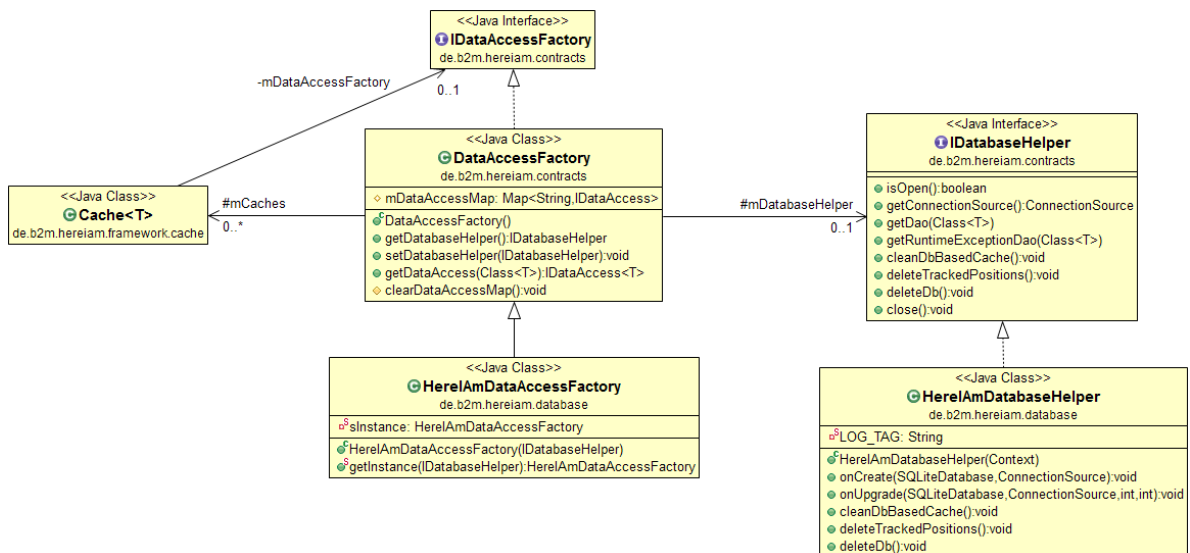 <<Java Interface>>
IDataAccessFactory
de.b2m.hereiam.contracts
-mDataAccessFactory
0..1
<<Java Class>>
DataAccessFactory
de.b2m.hereiam.contracts
mDataAccessMap: Map<String,IDataAccess>
DataAccessFactory()
getDatabaseHelper():IDatabaseHelper
setDatabaseHelper(IDatabaseHelper):void
getDataAccess(Class<T>):IDataAccess<T>
clearDataAccessMap():void
<<Java Class>>
Cache<T>
de.b2m.hereiam.framework.cache
#mCaches
0..*
#mDatabaseHelper
0..1
<<Java Interface>>
IDatabaseHelper
de.b2m.hereiam.contracts
isOpen():boolean
getConnectionSource():ConnectionSource
getDao(Class<T>)
getRuntimeExceptionDao(Class<T>)
cleanDbBasedCache():void
deleteTrackedPositions():void
deleteDb():void
close():void
<<Java Class>>
HereIAmDataAccessFactory
de.b2m.hereiam.database
sInstance: HereIAmDataAccessFactory
HereIAmDataAccessFactory(IDatabaseHelper)
getInstance(IDatabaseHelper):HereIAmDataAccessFactory
<<Java Class>>
HereIAmDatabaseHelper
de.b2m.hereiam.database
LOG_TAG: String
HereIAmDatabaseHelper(Context)
onCreate(SQLiteDatabase,ConnectionSource):void
onUpgrade(SQLiteDatabase,ConnectionSource,int,int):void
cleanDbBasedCache():void
deleteTrackedPositions():void
deleteDb():void